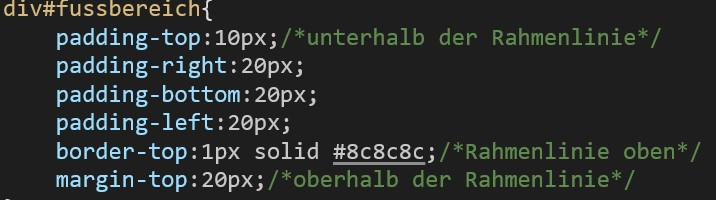 div#fussbereich{
padding-top:10px;/*unterhalb der Rahmenlinie*/
padding-right:20px;
padding-bottom:20px;
padding-left:20px;
border-top:1px solid #8c8c8c;/*Rahmenlinie oben*/
margin-top:20px;/*oberhalb der Rahmenlinie*/